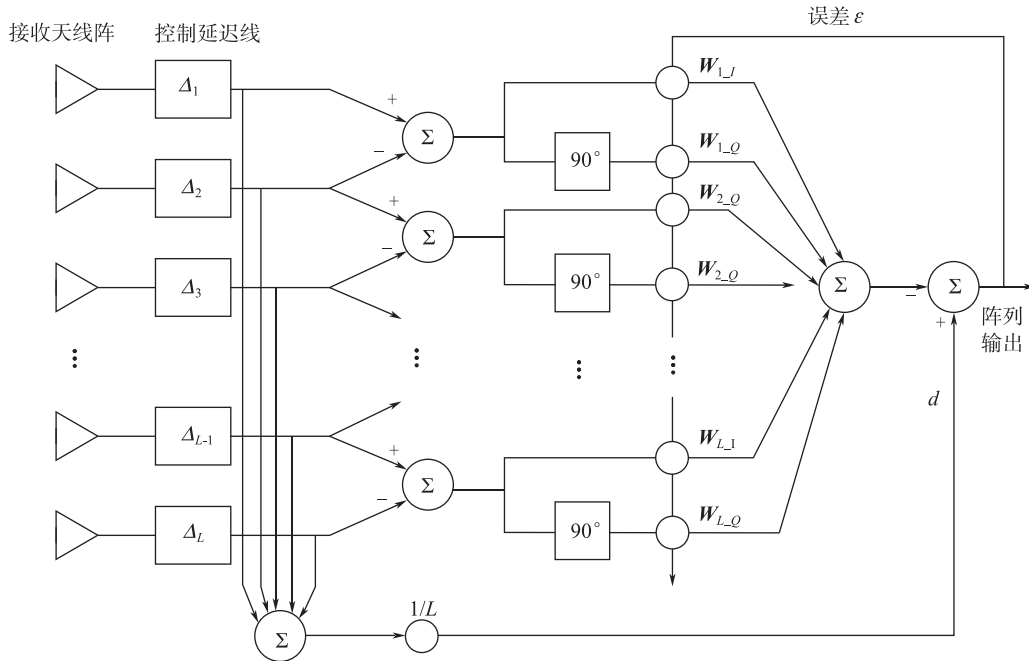 误差 ε
接收天线阵
控制延迟线
Δ1
Δ2
Δ3
⋮
ΔL-1
ΔL
+
−
Σ
+
−
Σ
⋮
+
−
Σ
90°
90°
⋮
90°
W1_I
W1_Q
W2_Q
W2_Q
⋮
WL_I
WL_Q
Σ
−
+
Σ
阵列
输出
d
Σ
1/L